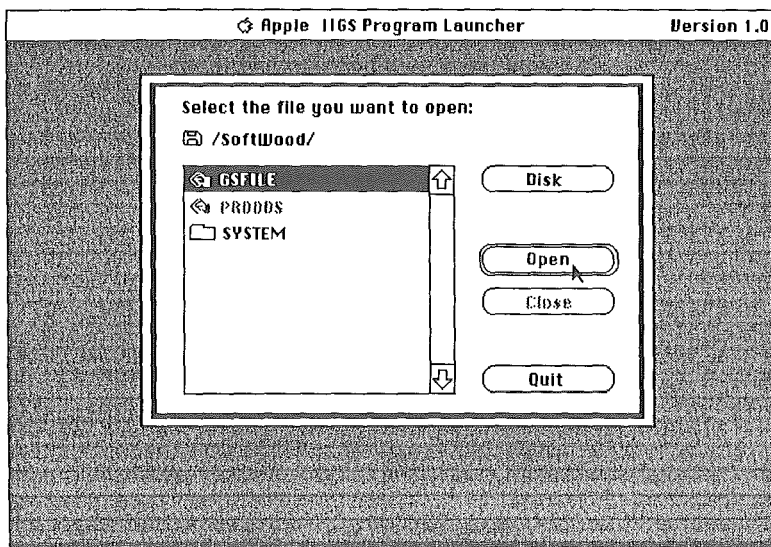 Apple IIGS Program Launcher Version 1.0
Select the file you want to open:
/SoftWood/
GSFILE
PRODOS
SYSTEM
Disk
Open
Close
Quit